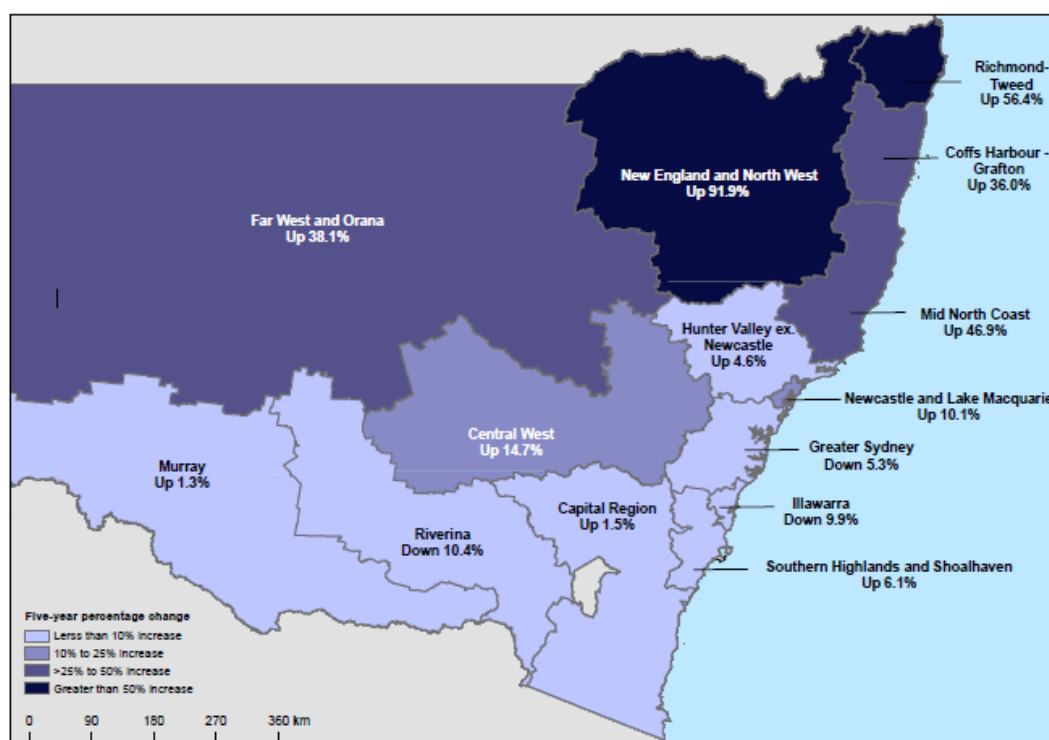 Richmond-
Tweed
Up 56.4%
Coffs Harbour -
Grafton
Up 36.0%
New England and North West
Up 91.9%
Far West and Orana
Up 38.1%
Mid North Coast
Up 46.9%
Hunter Valley ex.
Newcastle
Up 4.6%
Newcastle and Lake Macquarie
Up 10.1%
Central West
Up 14.7%
Greater Sydney
Down 5.3%
Murray
Up 1.3%
Capital Region
Up 1.5%
Illawarra
Down 9.9%
Riverina
Down 10.4%
Southern Highlands and Shoalhaven
Up 6.1%
Five-year percentage change
Less than 10% increase
10% to 25% increase
>25% to 50% increase
Greater than 50% increase
0 90 180 270 360 km